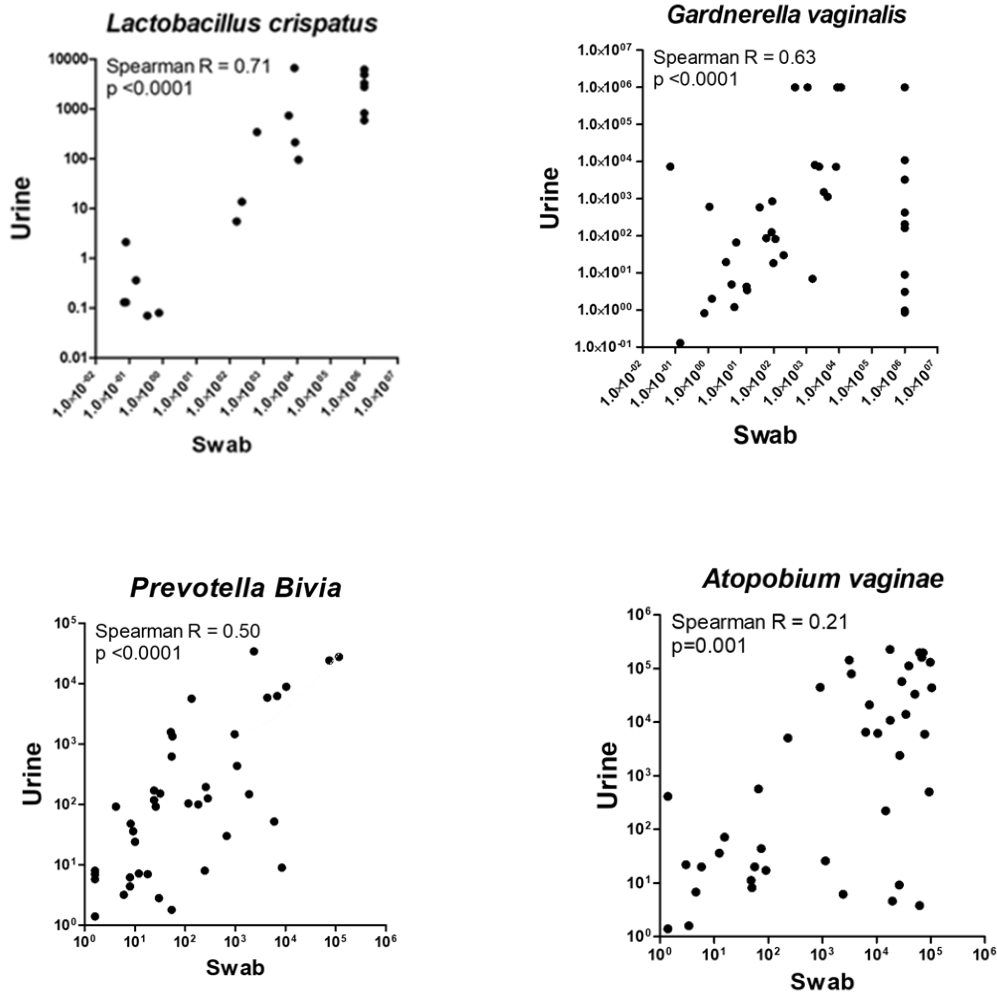 Lactobacillus crispatus
Spearman R = 0.71
p <0.0001
10000
1000
100
10
1
0.1
0.01
Urine
1.0×10⁻⁰²
1.0×10⁻⁰¹
1.0×10⁰⁰
1.0×10⁰¹
1.0×10⁰²
1.0×10⁰³
1.0×10⁰⁴
1.0×10⁰⁵
1.0×10⁰⁶
1.0×10⁰⁷
Swab
Gardnerella vaginalis
Spearman R = 0.63
p <0.0001
1.0×10⁰⁷
1.0×10⁰⁶
1.0×10⁰⁵
1.0×10⁰⁴
1.0×10⁰³
1.0×10⁰²
1.0×10⁰¹
1.0×10⁰⁰
1.0×10⁻⁰¹
Urine
1.0×10⁻⁰²
1.0×10⁻⁰¹
1.0×10⁰⁰
1.0×10⁰¹
1.0×10⁰²
1.0×10⁰³
1.0×10⁰⁴
1.0×10⁰⁵
1.0×10⁰⁶
1.0×10⁰⁷
Swab
Prevotella Bivia
Spearman R = 0.50
p <0.0001
10⁵
10⁴
10³
10²
10¹
10⁰
Urine
10⁰ 10¹ 10² 10³ 10⁴ 10⁵ 10⁶
Swab
Atopobium vaginae
Spearman R = 0.21
p=0.001
10⁶
10⁵
10⁴
10³
10²
10¹
10⁰
Urine
10⁰ 10¹ 10² 10³ 10⁴ 10⁵ 10⁶
Swab